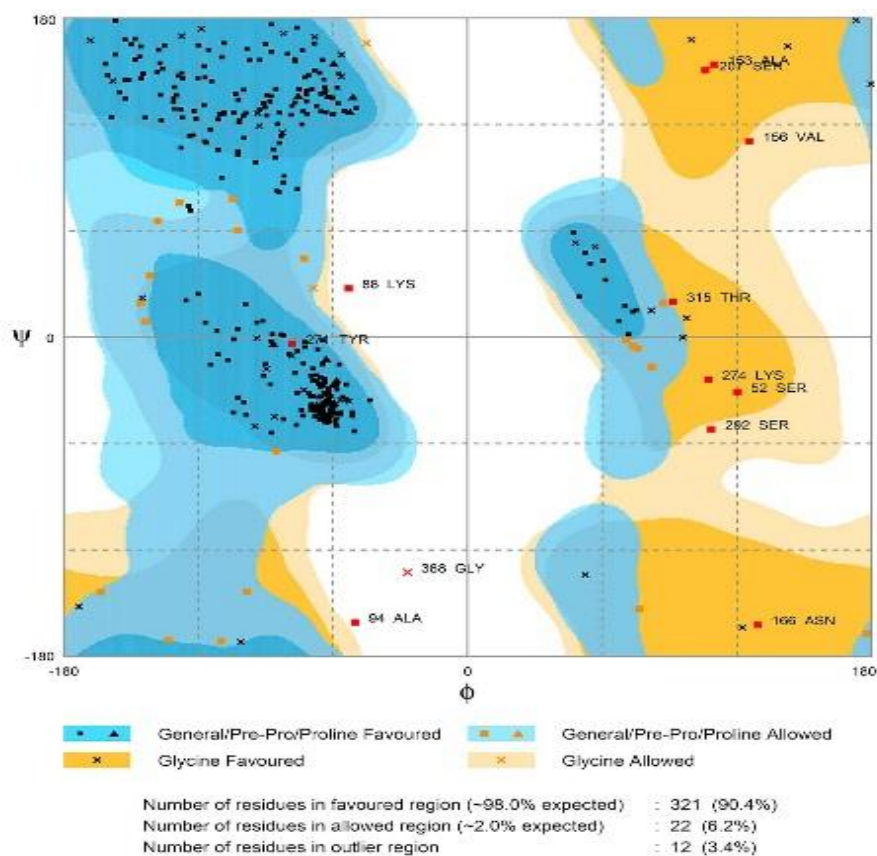 180
153 ALA
207 SER
156 VAL
88 LYS
315 THR
Ψ 0
271 TYR
274 LYS
52 SER
292 SER
368 GLY
94 ALA
166 ASN
-180
-180 0 180
ϕ
General/Pre-Pro/Proline Favoured General/Pre-Pro/Proline Allowed
Glycine Favoured Glycine Allowed
Number of residues in favoured region (~98.0% expected) : 321 (90.4%)
Number of residues in allowed region (~2.0% expected) : 22 (6.2%)
Number of residues in outlier region : 12 (3.4%)